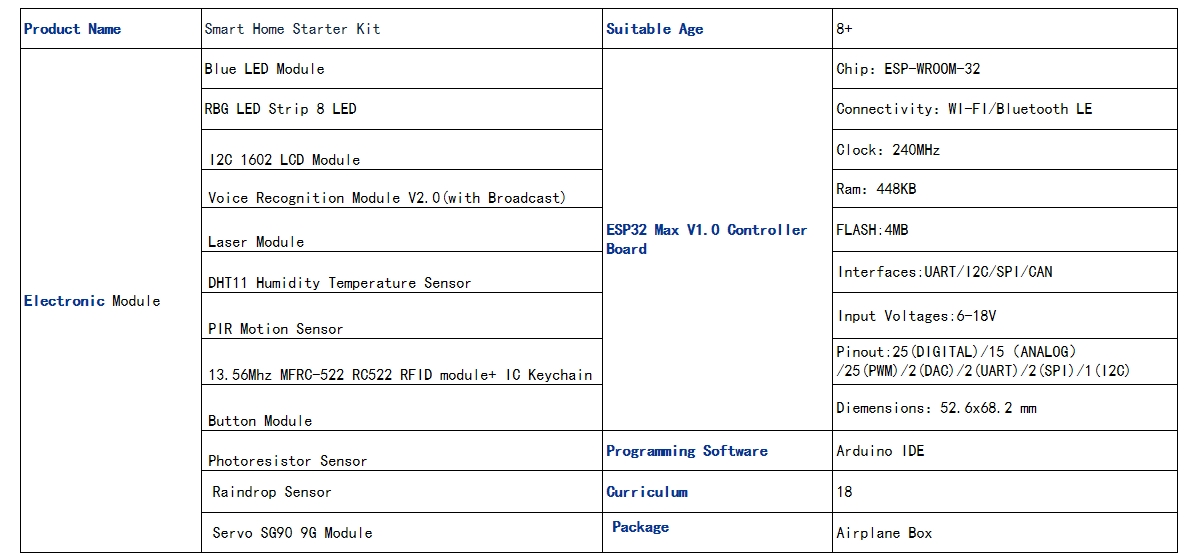 Product Name Smart Home Starter Kit Suitable Age 8+
Blue LED Module Chip: ESP-WROOM-32
RBG LED Strip 8 LED Connectivity: WI-FI/Bluetooth LE
I2C 1602 LCD Module Clock: 240MHz
Voice Recognition Module V2.0(with Broadcast) Ram: 448KB
Laser Module ESP32 Max V1.0 Controller FLASH:4MB
Board
DHT11 Humidity Temperature Sensor Interfaces:UART/I2C/SPI/CAN
Electronic Module
PIR Motion Sensor Input Voltages:6-18V
13.56Mhz MFRC-522 RC522 RFID module+ IC Keychain Pinout:25(DIGITAL)/15 (ANALOG)
/25(PWM)/2(DAC)/2(UART)/2(SPI)/1(I2C)
Button Module Diemensions: 52.6x68.2 mm
Photoresistor Sensor Programming Software Arduino IDE
Raindrop Sensor Curriculum 18
Servo SG90 9G Module Package Airplane Box